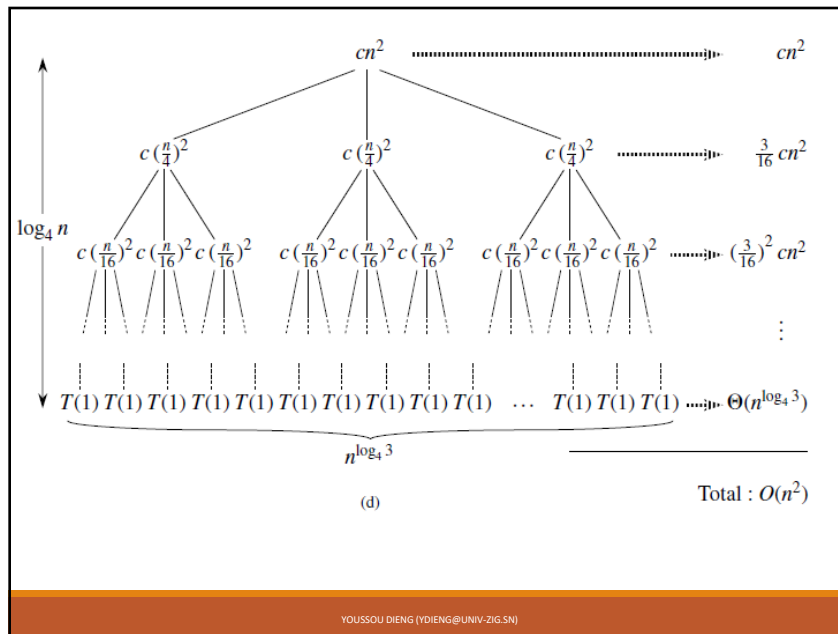 cn² cn²
c(n/4)² c(n/4)² c(n/4)² 3/16 cn²
log₄ n
c(n/16)² c(n/16)² c(n/16)² c(n/16)² c(n/16)² c(n/16)² c(n/16)² c(n/16)² c(n/16)² (3/16)² cn²
⋮
T(1) T(1) T(1) T(1) T(1) T(1) T(1) T(1) T(1) T(1) … T(1) T(1) T(1) Θ(n^{log₄ 3})
n^{log₄ 3}
(d)
Total : O(n²)
YOUSSOU DIENG (YDIENG@UNIV-ZIG.SN)